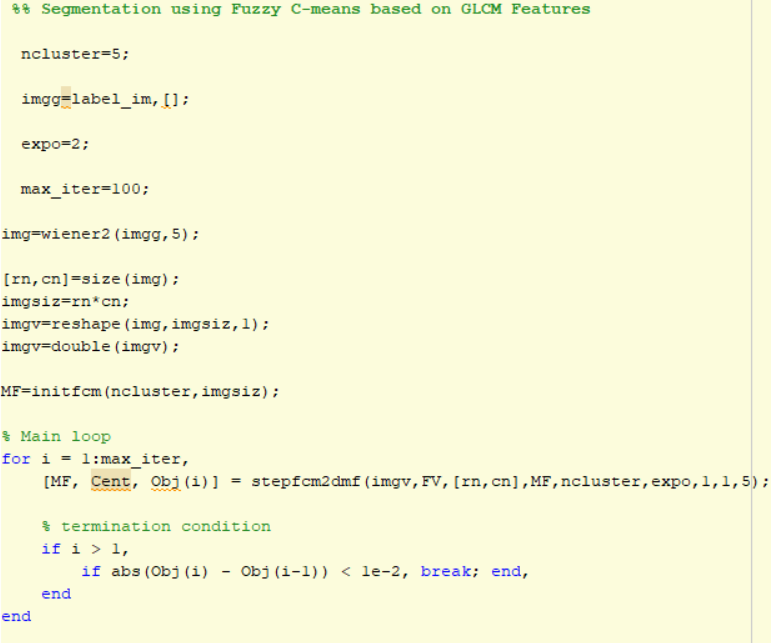 %% Segmentation using Fuzzy C-means based on GLCM Features
ncluster=5;
imgg=label_im,[];
expo=2;
max_iter=100;
img=wiener2(imgg,5);
[rn,cn]=size(img);
imgsiz=rn*cn;
imgv=reshape(img,imgsiz,1);
imgv=double(imgv);
MF=initfcm(ncluster,imgsiz);
% Main loop
for i = 1:max_iter,
[MF, Cent, Obj(i)] = stepfcm2dmf(imgv,FV,[rn,cn],MF,ncluster,expo,1,1,5);
% termination condition
if i > 1,
if abs(Obj(i) - Obj(i-1)) < 1e-2, break; end,
end
end